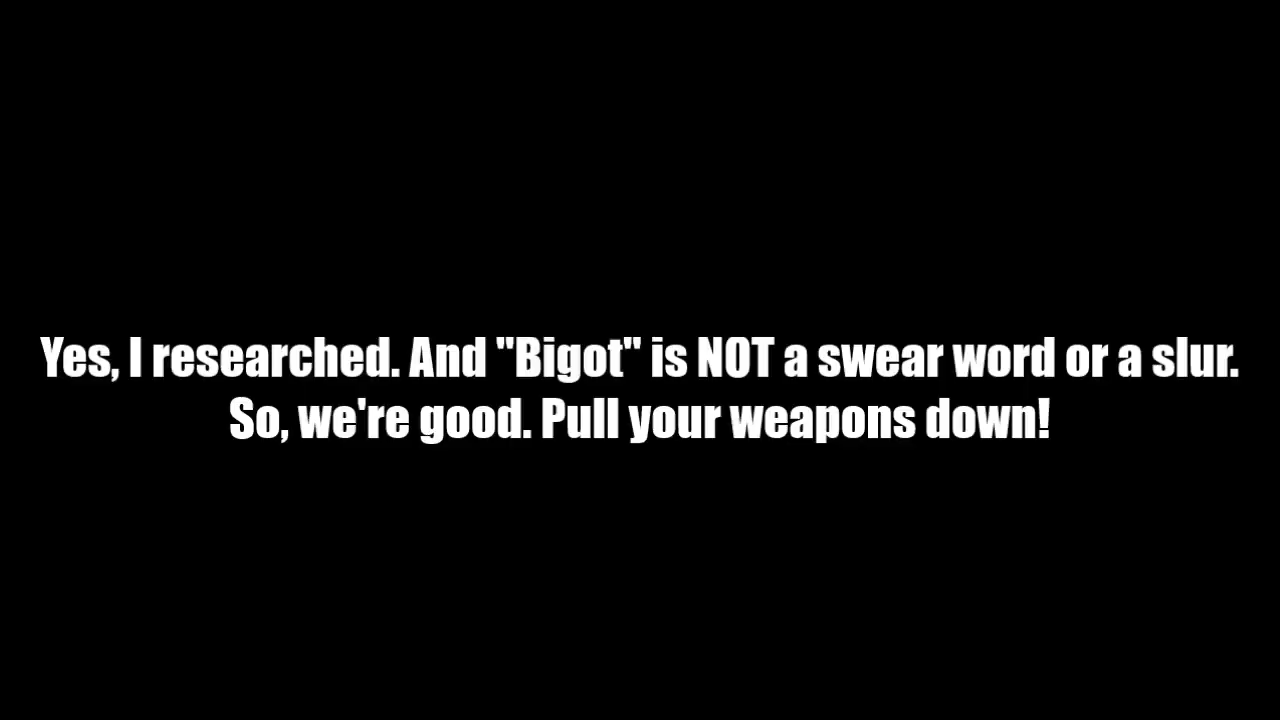 Yes, I researched. And "Bigot" is NOT a swear word or a slur.
So, we're good. Pull your weapons down!